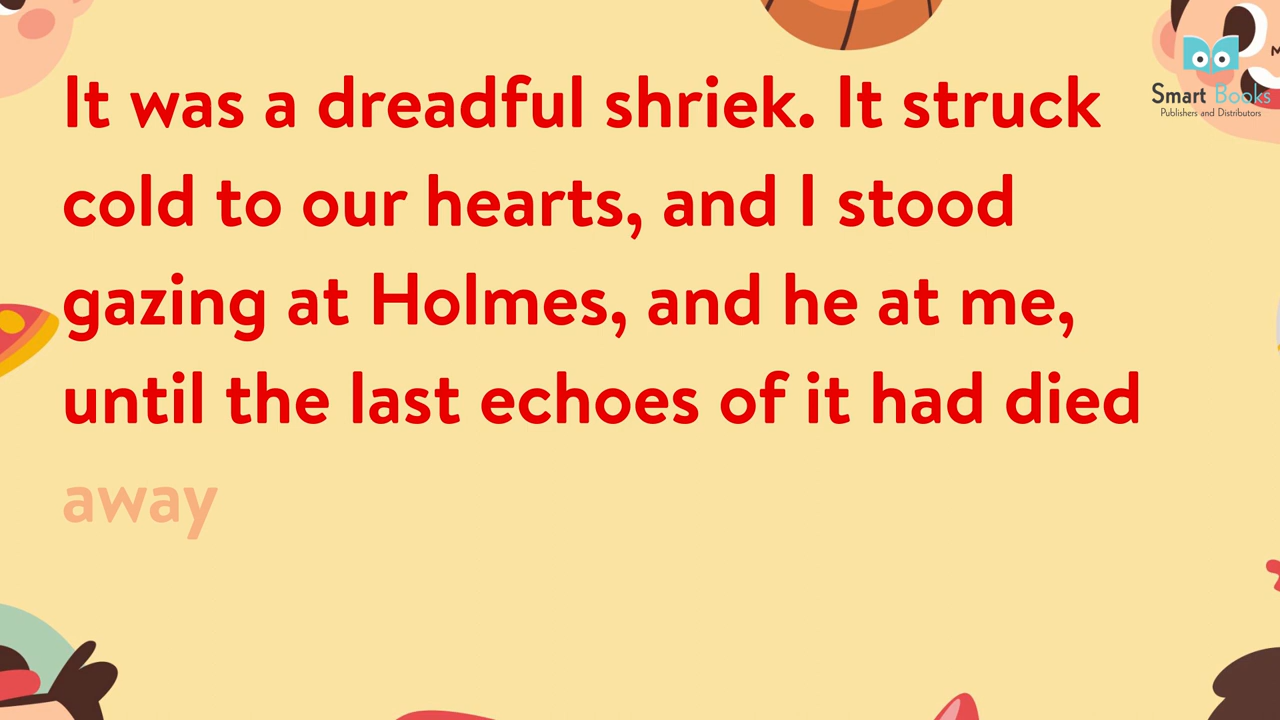 It was a dreadful shriek. It struck
cold to our hearts, and I stood
gazing at Holmes, and he at me,
until the last echoes of it had died
away
Smart Books
Publishers and Distributors